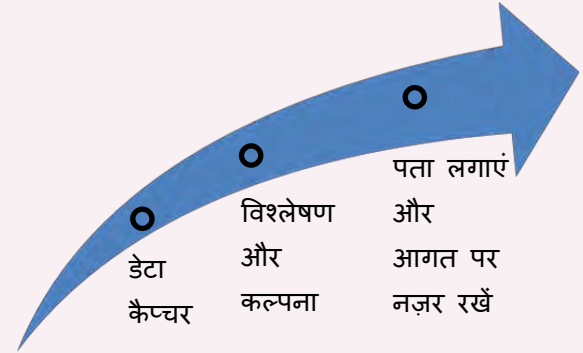 डेटा
कैप्चर
विश्लेषण
और
कल्पना
पता लगाएं
और
आगत पर
नज़र रखें